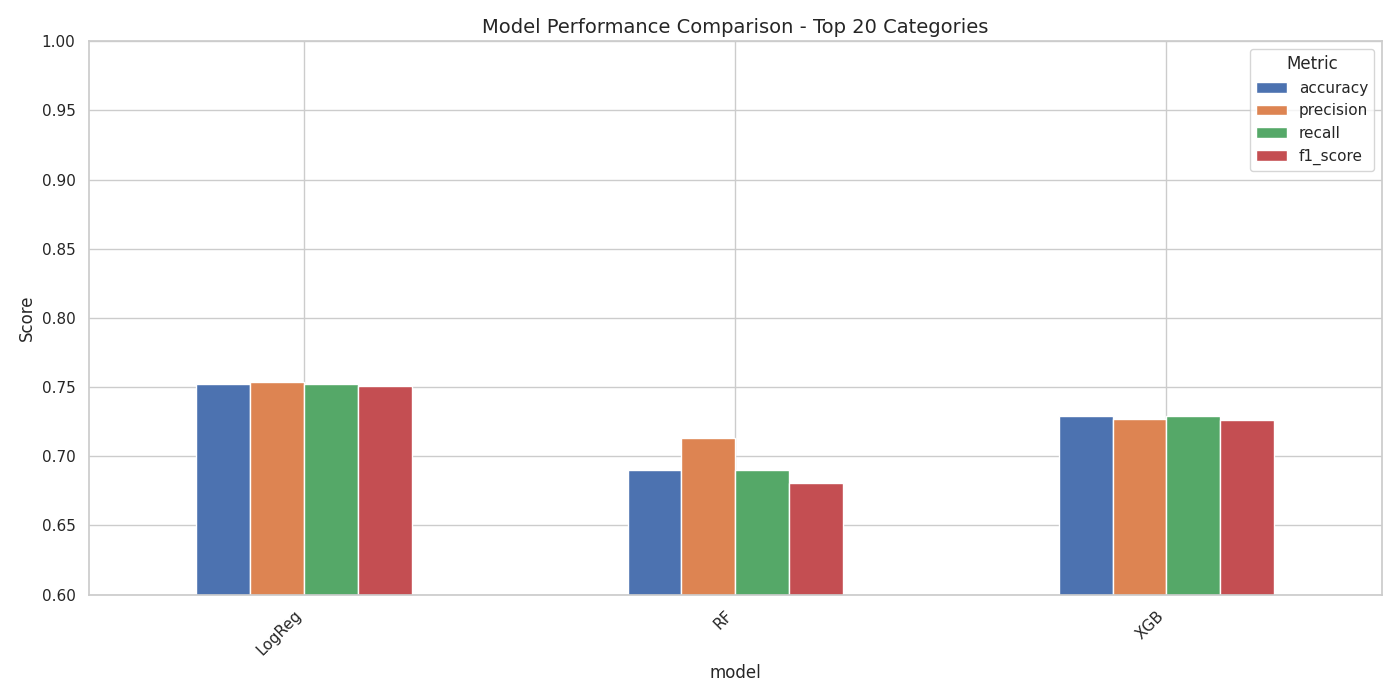 Model Performance Comparison - Top 20 Categories
1.00
0.95
0.90
0.85
0.80
0.75
0.70
0.65
0.60
Score
Metric
accuracy
precision
recall
f1_score
LogReg
RF
XGB
model